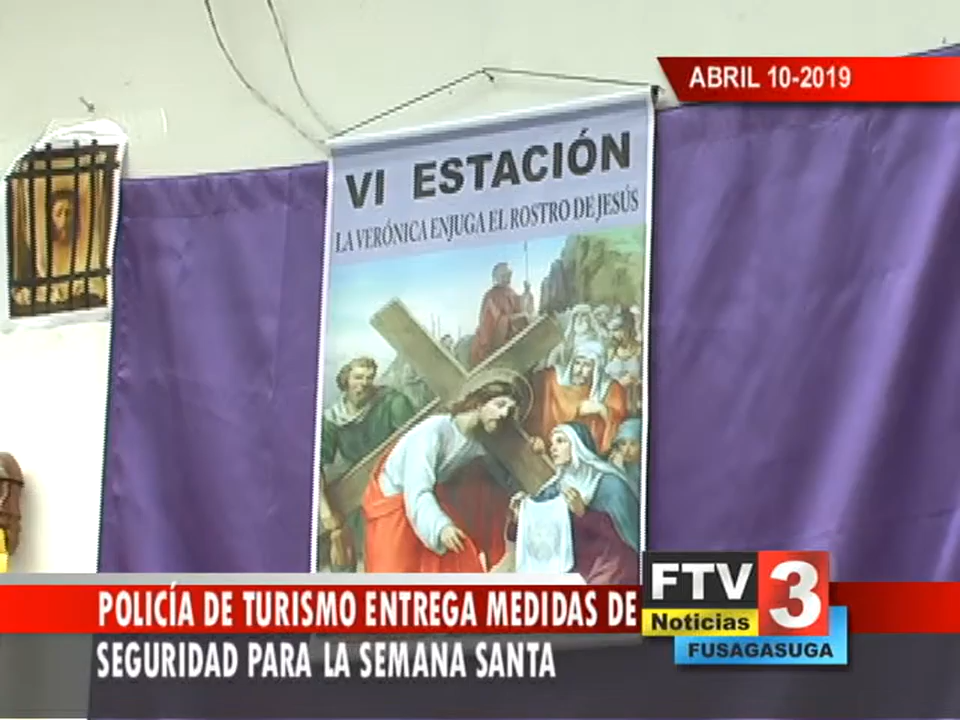 ABRIL 10-2019
VI ESTACIÓN
LA VERÓNICA ENJUGA EL ROSTRO DE JESÚS
POLICÍA DE TURISMO ENTREGA MEDIDAS DE
SEGURIDAD PARA LA SEMANA SANTA
FTV 3
Noticias
FUSAGASUGA